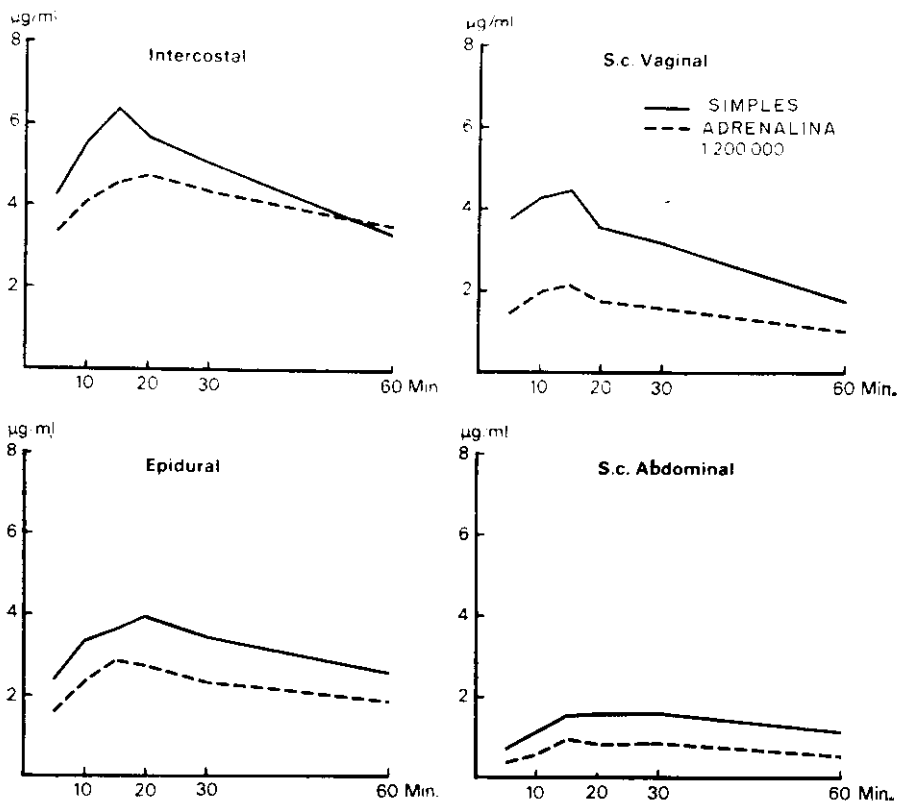 µg/ml
8
Intercostal
6
4
2
10 20 30 60 Min.
µg/ml
8
S.c. Vaginal
SIMPLES
6
ADRENALINA
1:200 000
4
2
10 20 30 60 Min.
µg/ml
8
Epidural
6
4
2
10 20 30 60 Min.
µg/ml
8
S.c. Abdominal
6
4
2
10 20 30 60 Min.